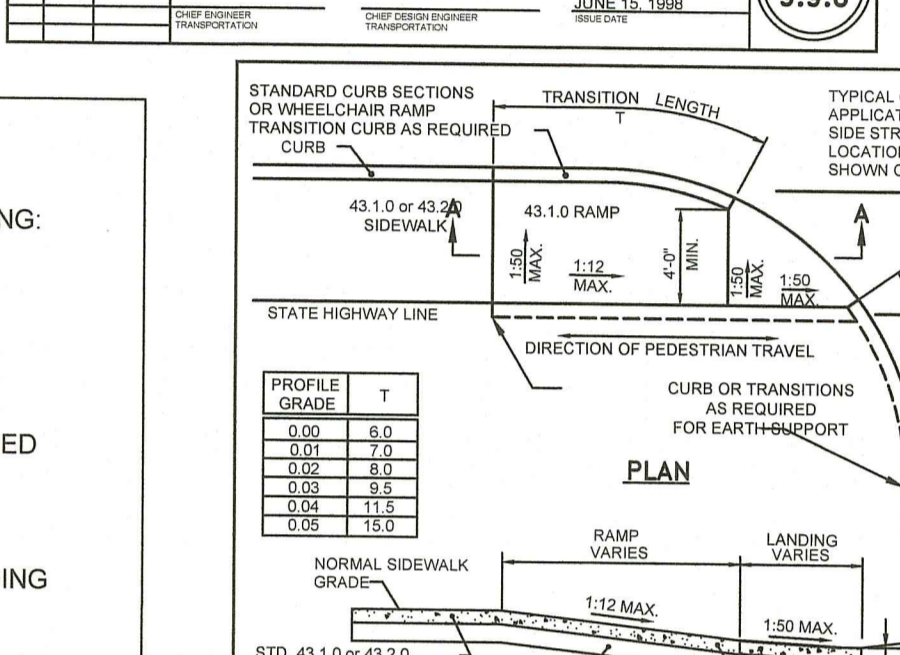 CHIEF ENGINEER
TRANSPORTATION
CHIEF DESIGN ENGINEER
TRANSPORTATION
JUNE 15, 1998
ISSUE DATE
NG:
ED
ING
STANDARD CURB SECTIONS
OR WHEELCHAIR RAMP
TRANSITION CURB AS REQUIRED
CURB
TRANSITION LENGTH
T
TYPICAL
APPLICAT
SIDE STR
LOCATION
SHOWN
43.1.0 or 43.2.0
SIDEWALK
A
43.1.0 RAMP
A
1:50
MAX.
1:12
MAX.
4'-0"
MIN.
1:50
MAX.
1:50
MAX.
STATE HIGHWAY LINE
DIRECTION OF PEDESTRIAN TRAVEL
CURB OR TRANSITIONS
AS REQUIRED
FOR EARTH SUPPORT
PROFILE GRADE T
0.00 6.0
0.01 7.0
0.02 8.0
0.03 9.5
0.04 11.5
0.05 15.0
PLAN
RAMP
VARIES
LANDING
VARIES
NORMAL SIDEWALK
GRADE
1:12 MAX.
1:50 MAX.
STD. 43.1.0 or 43.2.0